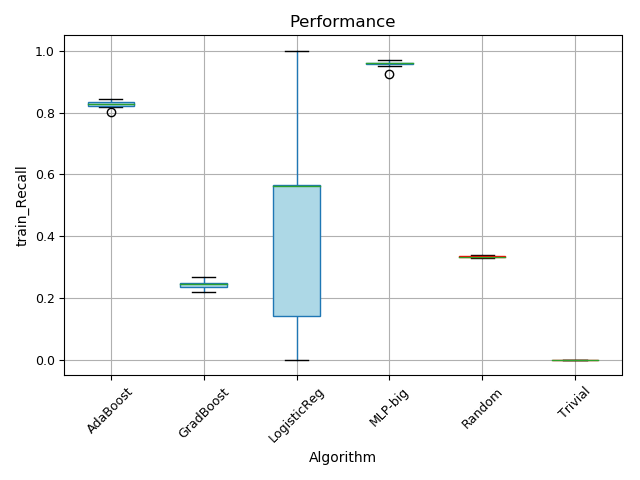 Performance
train_Recall
1.0
0.8
0.6
0.4
0.2
0.0
AdaBoost
GradBoost
LogisticReg
MLP-big
Random
Trivial
Algorithm